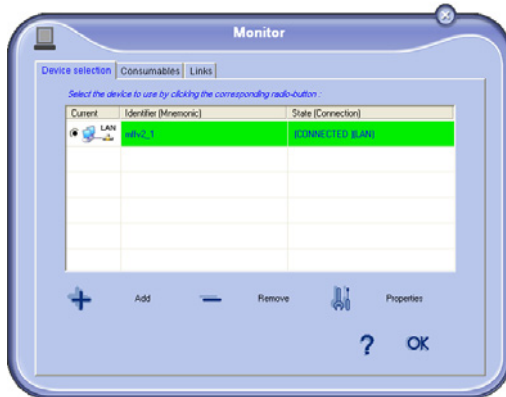 Monitor
Device selection Consumables Links
Select the device to use by clicking the corresponding radio-button :
Current Identifier (Mnemonic) State (Connection)
LAN mfiv2_1 (CONNECTED )(LAN)
Add Remove Properties
? OK